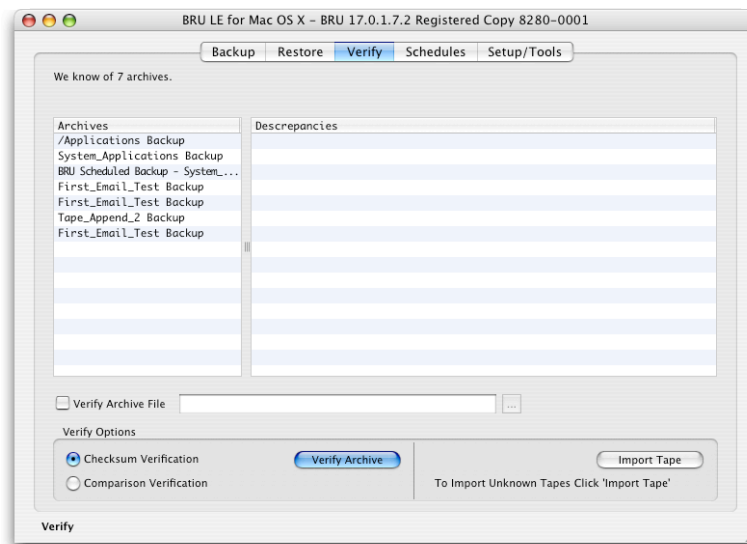 BRU LE for Mac OS X – BRU 17.0.1.7.2 Registered Copy 8280-0001
Backup Restore Verify Schedules Setup/Tools
We know of 7 archives.
Archives Descrepancies
/Applications Backup
System_Applications Backup
BRU Scheduled Backup - System_...
First_Email_Test Backup
First_Email_Test Backup
Tape_Append_2 Backup
First_Email_Test Backup
Verify Archive File ...
Verify Options
Checksum Verification Verify Archive Import Tape
Comparison Verification To Import Unknown Tapes Click 'Import Tape'
Verify